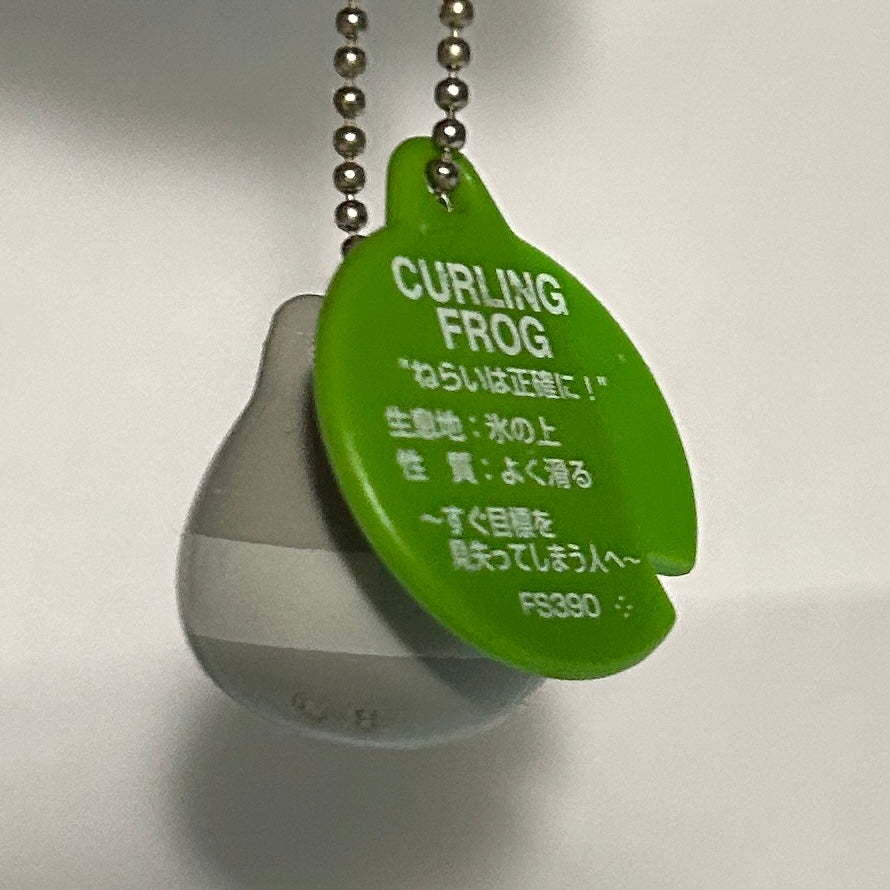 CURLING
FROG
"ねらいは正確に！"
生息地：氷の上
性　質：よく滑る
〜すぐ目標を
見失ってしまう人へ〜
FS390